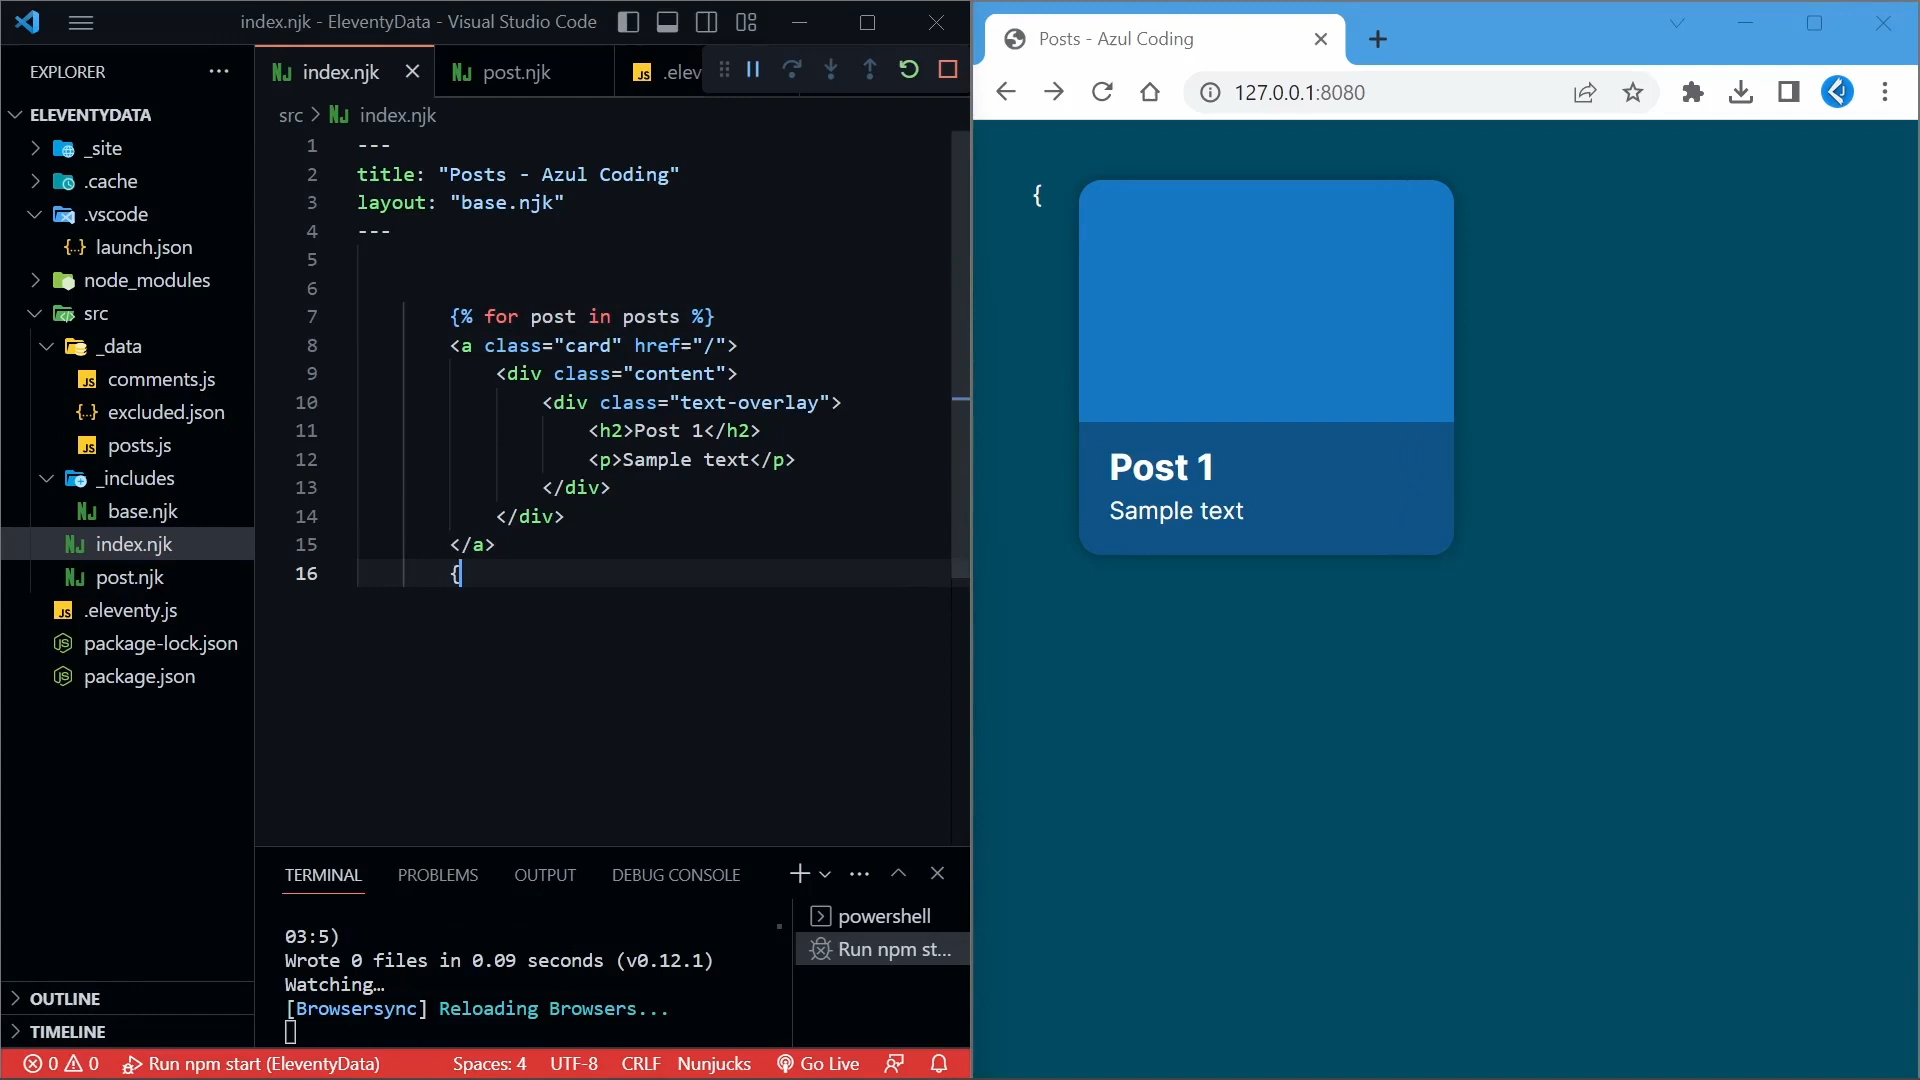 index.njk - EleventyData - Visual Studio Code
EXPLORER
ELEVENTYDATA
_site
.cache
.vscode
launch.json
node_modules
src
_data
comments.js
excluded.json
posts.js
_includes
base.njk
index.njk
post.njk
.eleventy.js
package-lock.json
package.json
OUTLINE
TIMELINE
index.njk
post.njk
.elev
src > index.njk
1 ---
2 title: "Posts - Azul Coding"
3 layout: "base.njk"
4 ---
5
6
7 {% for post in posts %}
8 <a class="card" href="/">
9 <div class="content">
10 <div class="text-overlay">
11 <h2>Post 1</h2>
12 <p>Sample text</p>
13 </div>
14 </div>
15 </a>
16 {
TERMINAL PROBLEMS OUTPUT DEBUG CONSOLE
03:5)
Wrote 0 files in 0.09 seconds (v0.12.1)
Watching…
[Browsersync] Reloading Browsers...
powershell
Run npm st...
0 0 Run npm start (EleventyData) Spaces: 4 UTF-8 CRLF Nunjucks Go Live
Posts - Azul Coding
127.0.0.1:8080
{
Post 1
Sample text